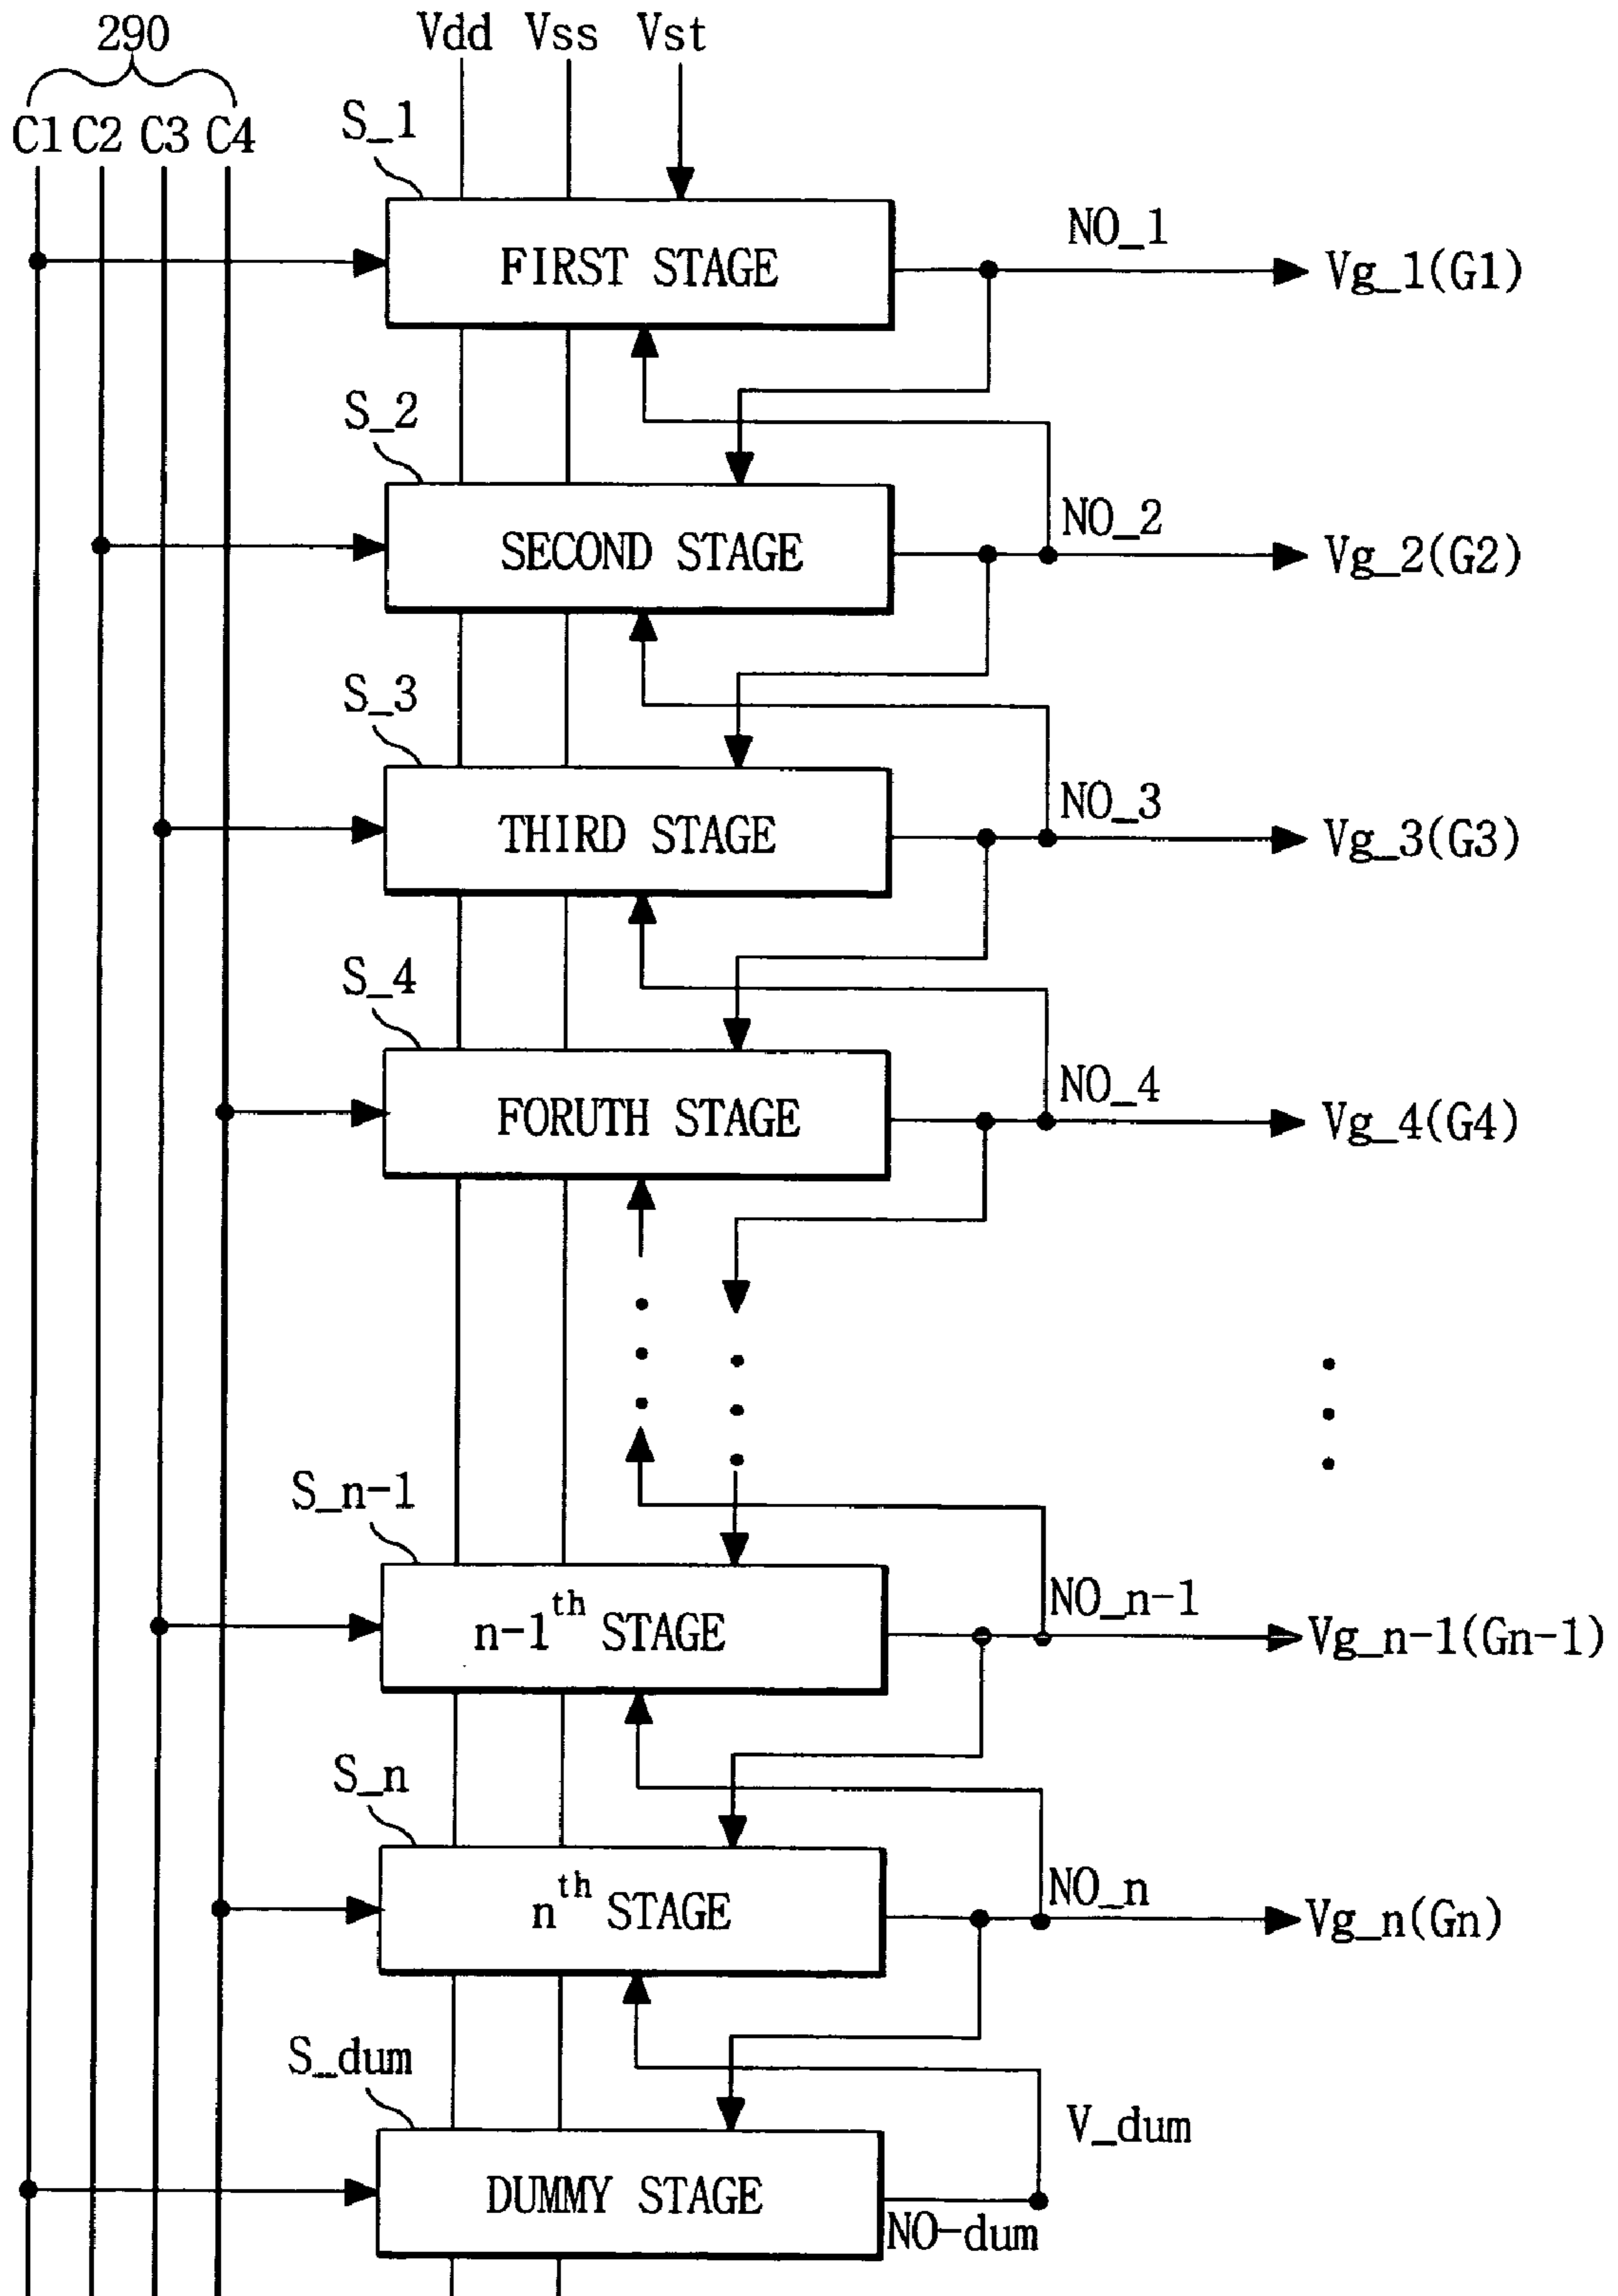 290
Vdd Vss Vst
C1 C2 C3 C4
S_1
FIRST STAGE
NO_1
Vg_1(G1)
S_2
SECOND STAGE
NO_2
Vg_2(G2)
S_3
THIRD STAGE
NO_3
Vg_3(G3)
S_4
FORUTH STAGE
NO_4
Vg_4(G4)
S_n-1
n-1th STAGE
NO_n-1
Vg_n-1(Gn-1)
S_n
nth STAGE
NO_n
Vg_n(Gn)
S_dum
DUMMY STAGE
V_dum
NO-dum